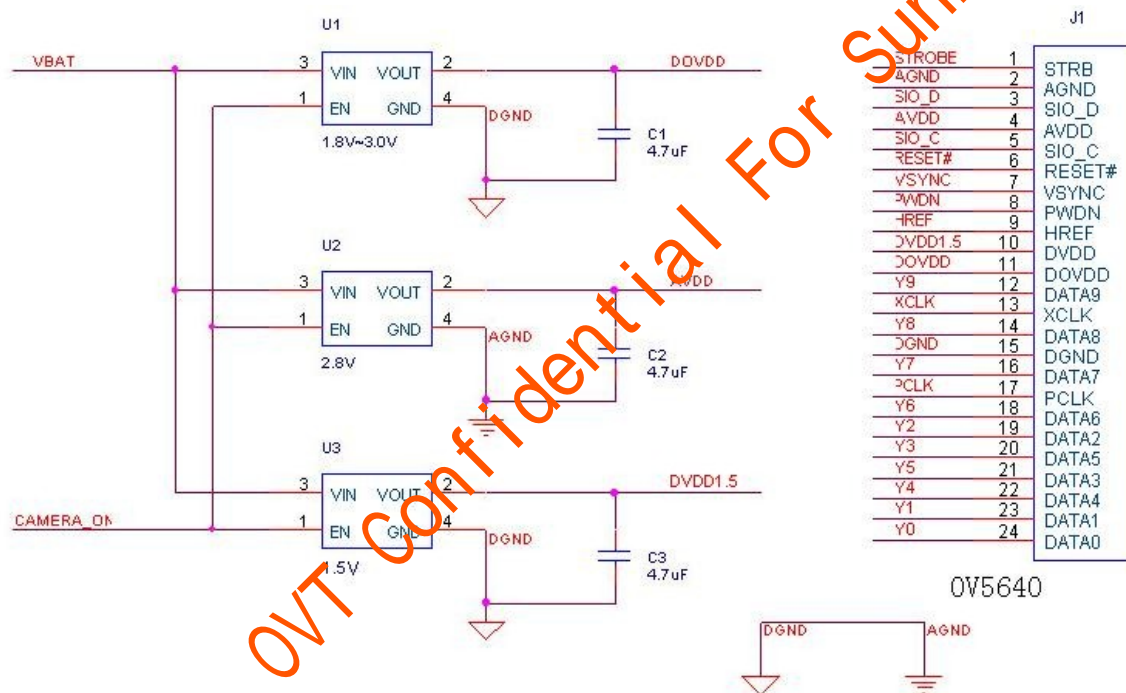 U1
VBAT
3 VIN VOUT 2
DOVDD
1 EN GND 4
DGND
1.8V~3.0V
C1
4.7uF
U2
3 VIN VOUT 2
AVDD
1 EN GND 4
AGND
2.8V
C2
4.7uF
U3
3 VIN VOUT 2
DVDD1.5
CAMERA_ON
1 EN GND 4
DGND
1.5V
C3
4.7uF
J1
STROBE 1 STRB
AGND 2 AGND
SIO_D 3 SIO_D
AVDD 4 AVDD
SIO_C 5 SIO_C
RESET# 6 RESET#
VSYNC 7 VSYNC
PWDN 8 PWDN
HREF 9 HREF
DVDD1.5 10 DVDD
DOVDD 11 DOVDD
Y9 12 DATA9
XCLK 13 XCLK
Y8 14 DATA8
DGND 15 DGND
Y7 16 DATA7
PCLK 17 PCLK
Y6 18 DATA6
Y2 19 DATA2
Y3 20 DATA5
Y5 21 DATA3
Y4 22 DATA4
Y1 23 DATA1
Y0 24 DATA0
OV5640
DGND AGND
OVT Confidential For